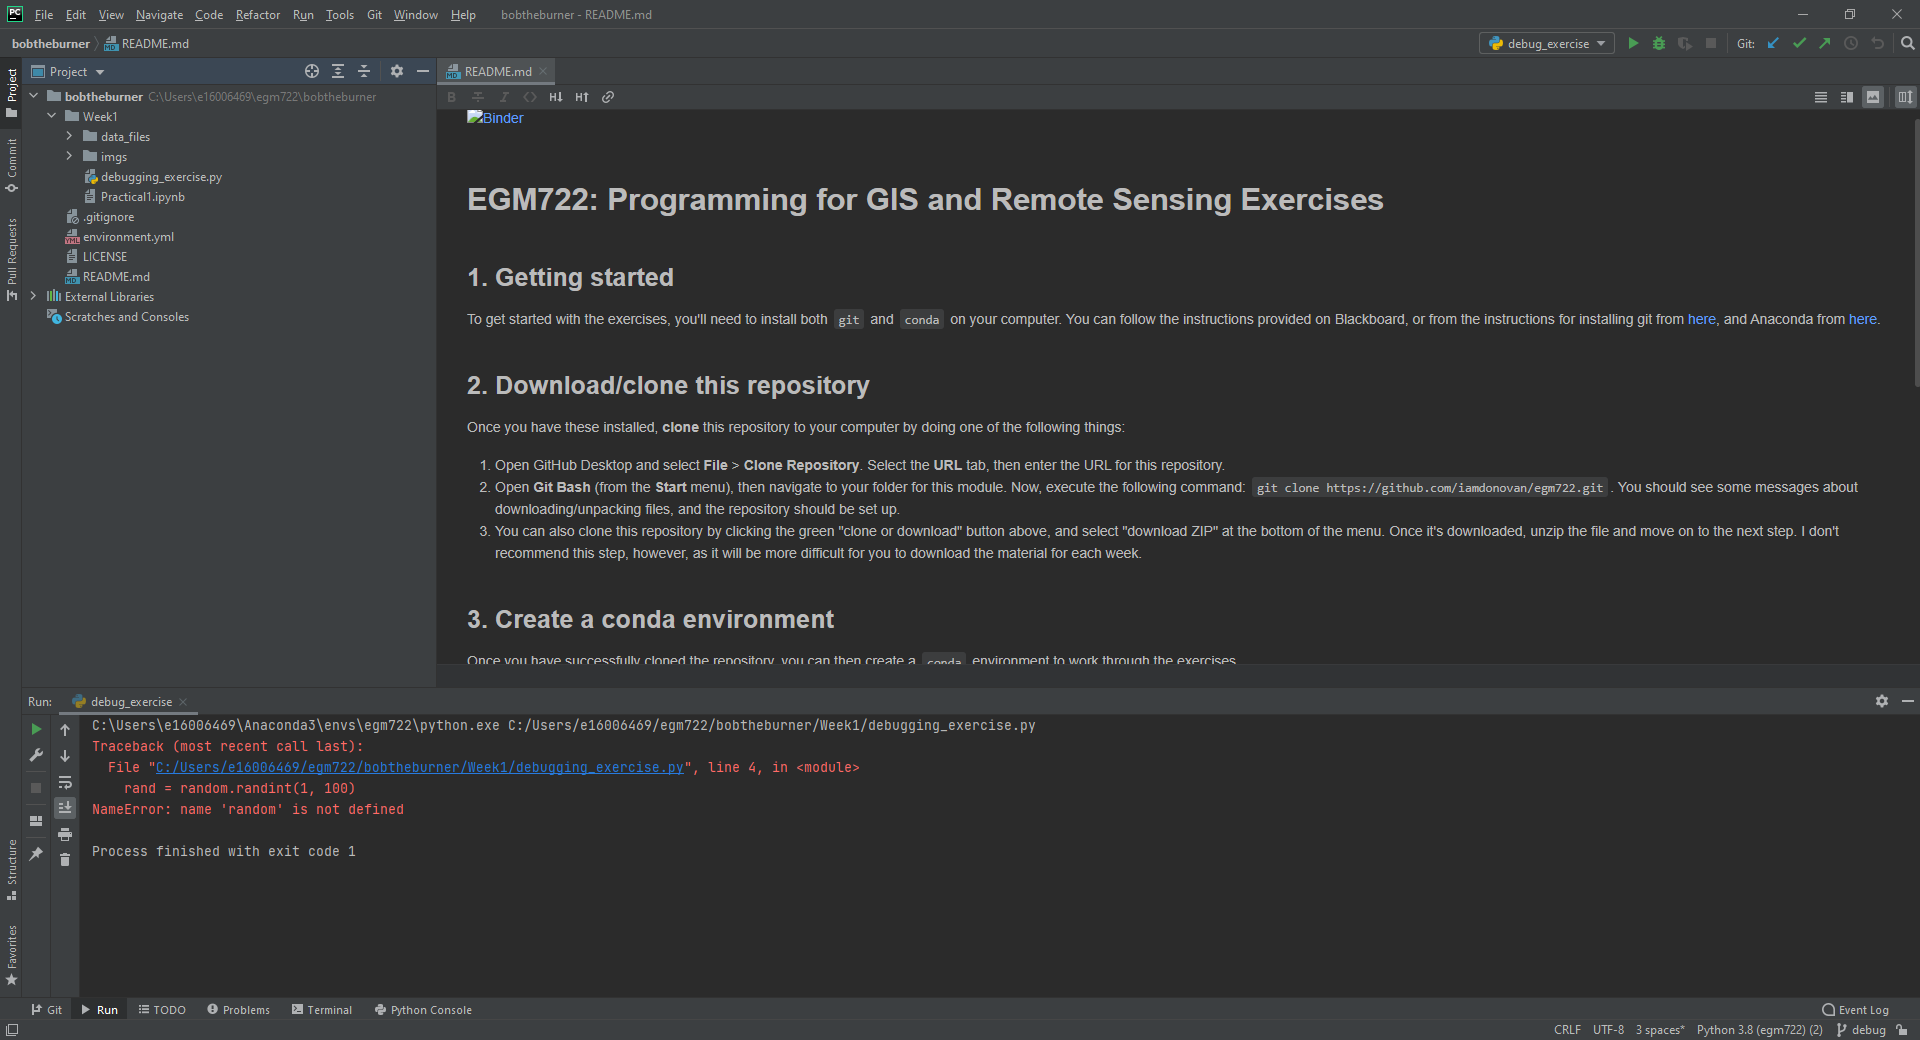 PC File Edit View Navigate Code Refactor Run Tools Git Window Help bobtheburner - README.md
bobtheburner README.md debug_exercise Git:
Project
README.md
bobtheburner C:\Users\e16006469\egm722\bobtheburner
Week1
data_files
imgs
debugging_exercise.py
Practical1.ipynb
.gitignore
environment.yml
LICENSE
README.md
External Libraries
Scratches and Consoles
Project
Commit
Pull Requests
Structure
Favorites
B I H↓ H↑
Binder
EGM722: Programming for GIS and Remote Sensing Exercises
1. Getting started
To get started with the exercises, you'll need to install both git and conda on your computer. You can follow the instructions provided on Blackboard, or from the instructions for installing git from here, and Anaconda from here.
2. Download/clone this repository
Once you have these installed, clone this repository to your computer by doing one of the following things:
1. Open GitHub Desktop and select File > Clone Repository. Select the URL tab, then enter the URL for this repository.
2. Open Git Bash (from the Start menu), then navigate to your folder for this module. Now, execute the following command: git clone https://github.com/iamdonovan/egm722.git. You should see some messages about
downloading/unpacking files, and the repository should be set up.
3. You can also clone this repository by clicking the green "clone or download" button above, and select "download ZIP" at the bottom of the menu. Once it's downloaded, unzip the file and move on to the next step. I don't
recommend this step, however, as it will be more difficult for you to download the material for each week.
3. Create a conda environment
Once you have successfully cloned the repository, you can then create a conda environment to work through the exercises.
Run: debug_exercise
C:\Users\e16006469\Anaconda3\envs\egm722\python.exe C:/Users/e16006469/egm722/bobtheburner/Week1/debugging_exercise.py
Traceback (most recent call last):
File "C:/Users/e16006469/egm722/bobtheburner/Week1/debugging_exercise.py", line 4, in <module>
rand = random.randint(1, 100)
NameError: name 'random' is not defined
Process finished with exit code 1
Git Run TODO Problems Terminal Python Console Event Log
CRLF UTF-8 3 spaces* Python 3.8 (egm722) (2) debug